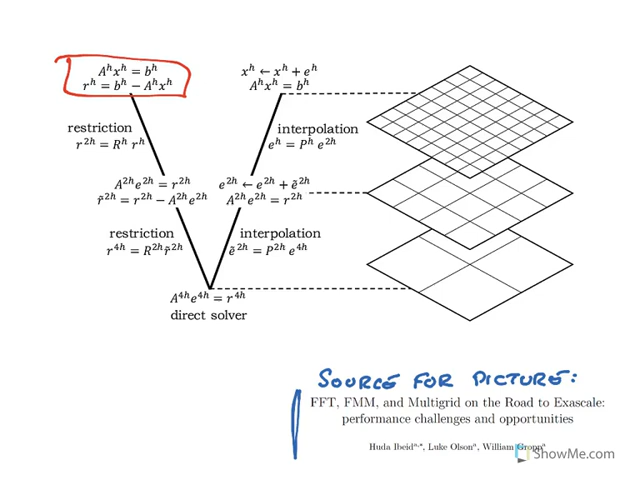 A^h x^h = b^h
r^h = b^h − A^h x^h
x^h ← x^h + e^h
A^h x^h = b^h
restriction
r^{2h} = R^h r^h
interpolation
e^h = P^h e^{2h}
A^{2h} e^{2h} = r^{2h}
r̃^{2h} = r^{2h} − A^{2h} e^{2h}
e^{2h} ← e^{2h} + ẽ^{2h}
A^{2h} e^{2h} = r^{2h}
restriction
r^{4h} = R^{2h} r̃^{2h}
interpolation
ẽ^{2h} = P^{2h} e^{4h}
A^{4h} e^{4h} = r^{4h}
direct solver
SOURCE FOR PICTURE:
FFT, FMM, and Multigrid on the Road to Exascale:
performance challenges and opportunities
Huda Ibeid^{a,*}, Luke Olson^a, William Gropp^a
ShowMe.com